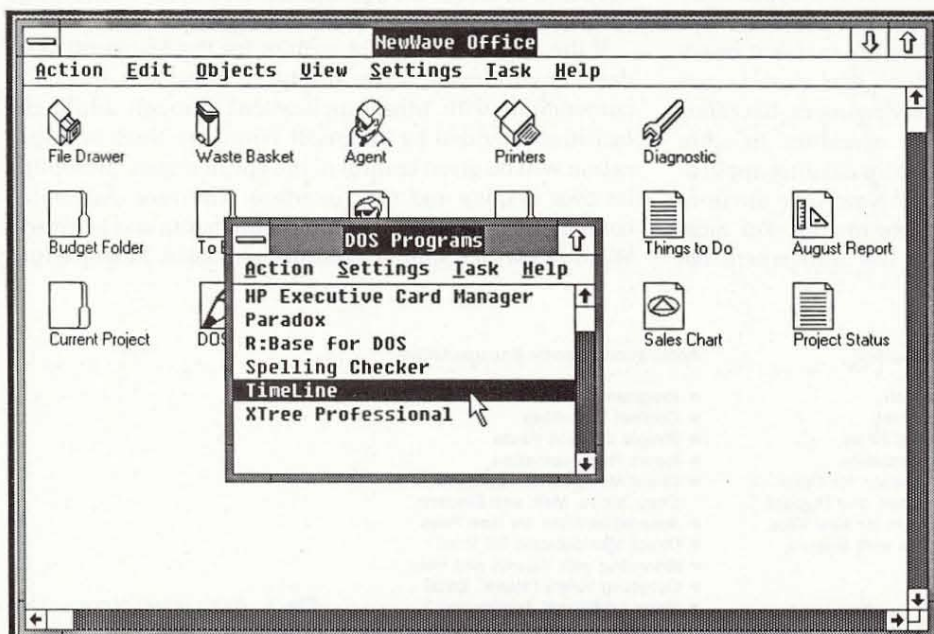 NewWave Office
Action Edit Objects View Settings Task Help
File Drawer Waste Basket Agent Printers Diagnostic
Budget Folder To Things to Do August Report
DOS Programs
Action Settings Task Help
HP Executive Card Manager
Paradox
R:Base for DOS
Spelling Checker
TimeLine
XTree Professional
Current Project DOS Sales Chart Project Status